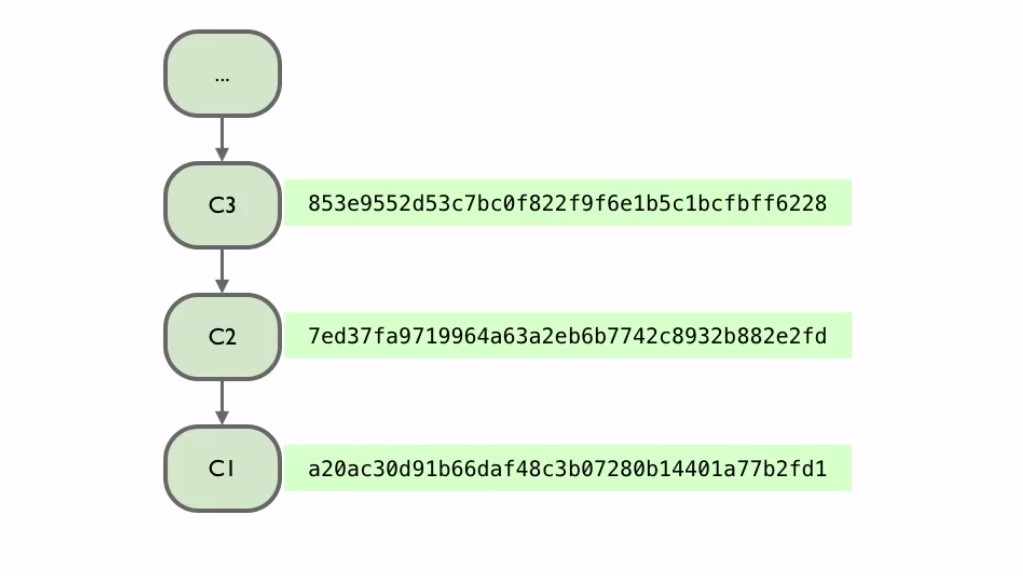 ...
C3 853e9552d53c7bc0f822f9f6e1b5c1bcfbff6228
C2 7ed37fa9719964a63a2eb6b7742c8932b882e2fd
C1 a20ac30d91b66daf48c3b07280b14401a77b2fd1